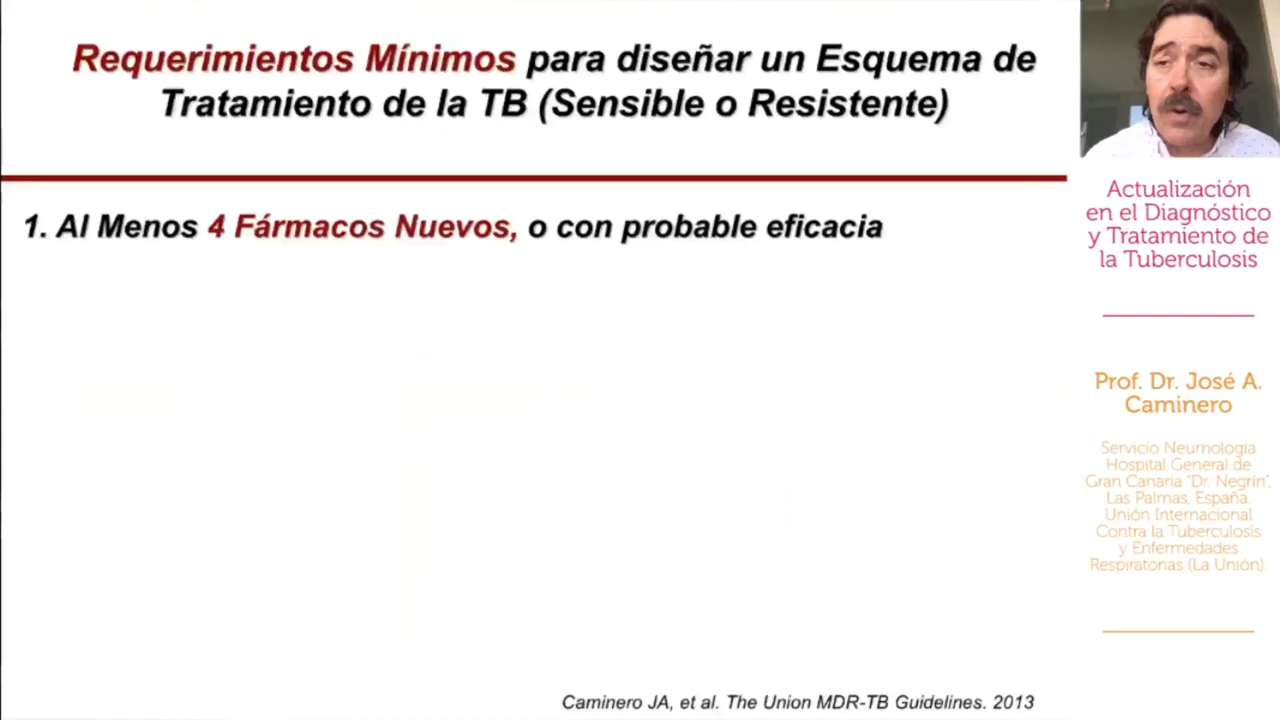 Requerimientos Mínimos para diseñar un Esquema de
Tratamiento de la TB (Sensible o Resistente)
1. Al Menos 4 Fármacos Nuevos, o con probable eficacia
Caminero JA, et al. The Union MDR-TB Guidelines. 2013
Actualización
en el Diagnóstico
y Tratamiento de
la Tuberculosis
Prof. Dr. José A.
Caminero
Servicio Neumología
Hospital General de
Gran Canaria "Dr. Negrín".
Las Palmas, España.
Unión Internacional
Contra la Tuberculosis
y Enfermedades
Respiratorias (La Unión).